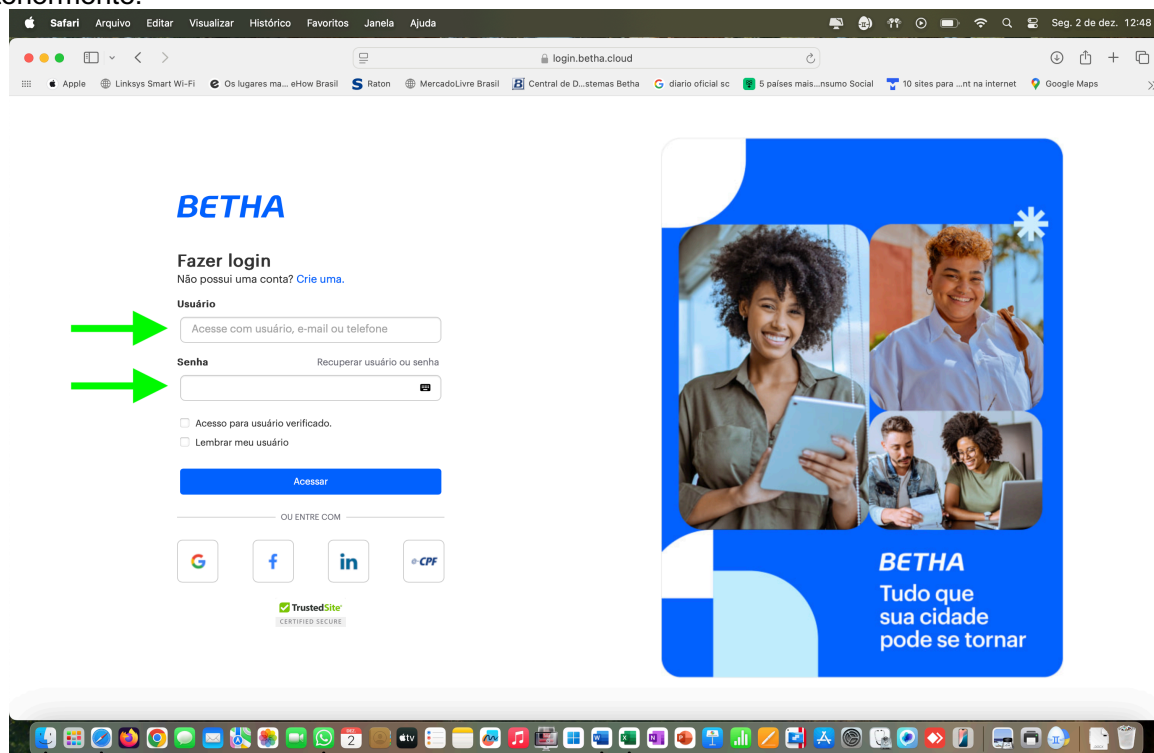 Safari Arquivo Editar Visualizar Histórico Favoritos Janela Ajuda Seg. 2 de dez. 12:48
login.betha.cloud
Apple Linksys Smart Wi-Fi Os lugares ma... eHow Brasil Raton MercadoLivre Brasil Central de D...stemas Betha diario oficial sc 5 países mais...nsumo Social 10 sites para ...nt na internet Google Maps
BETHA
Fazer login
Não possui uma conta? Crie uma.
Usuário
Acesse com usuário, e-mail ou telefone
Senha Recuperar usuário ou senha
Acesso para usuário verificado.
Lembrar meu usuário
Acessar
OU ENTRE COM
G f in e-CPF
TrustedSite
CERTIFIED SECURE
BETHA
Tudo que
sua cidade
pode se tornar